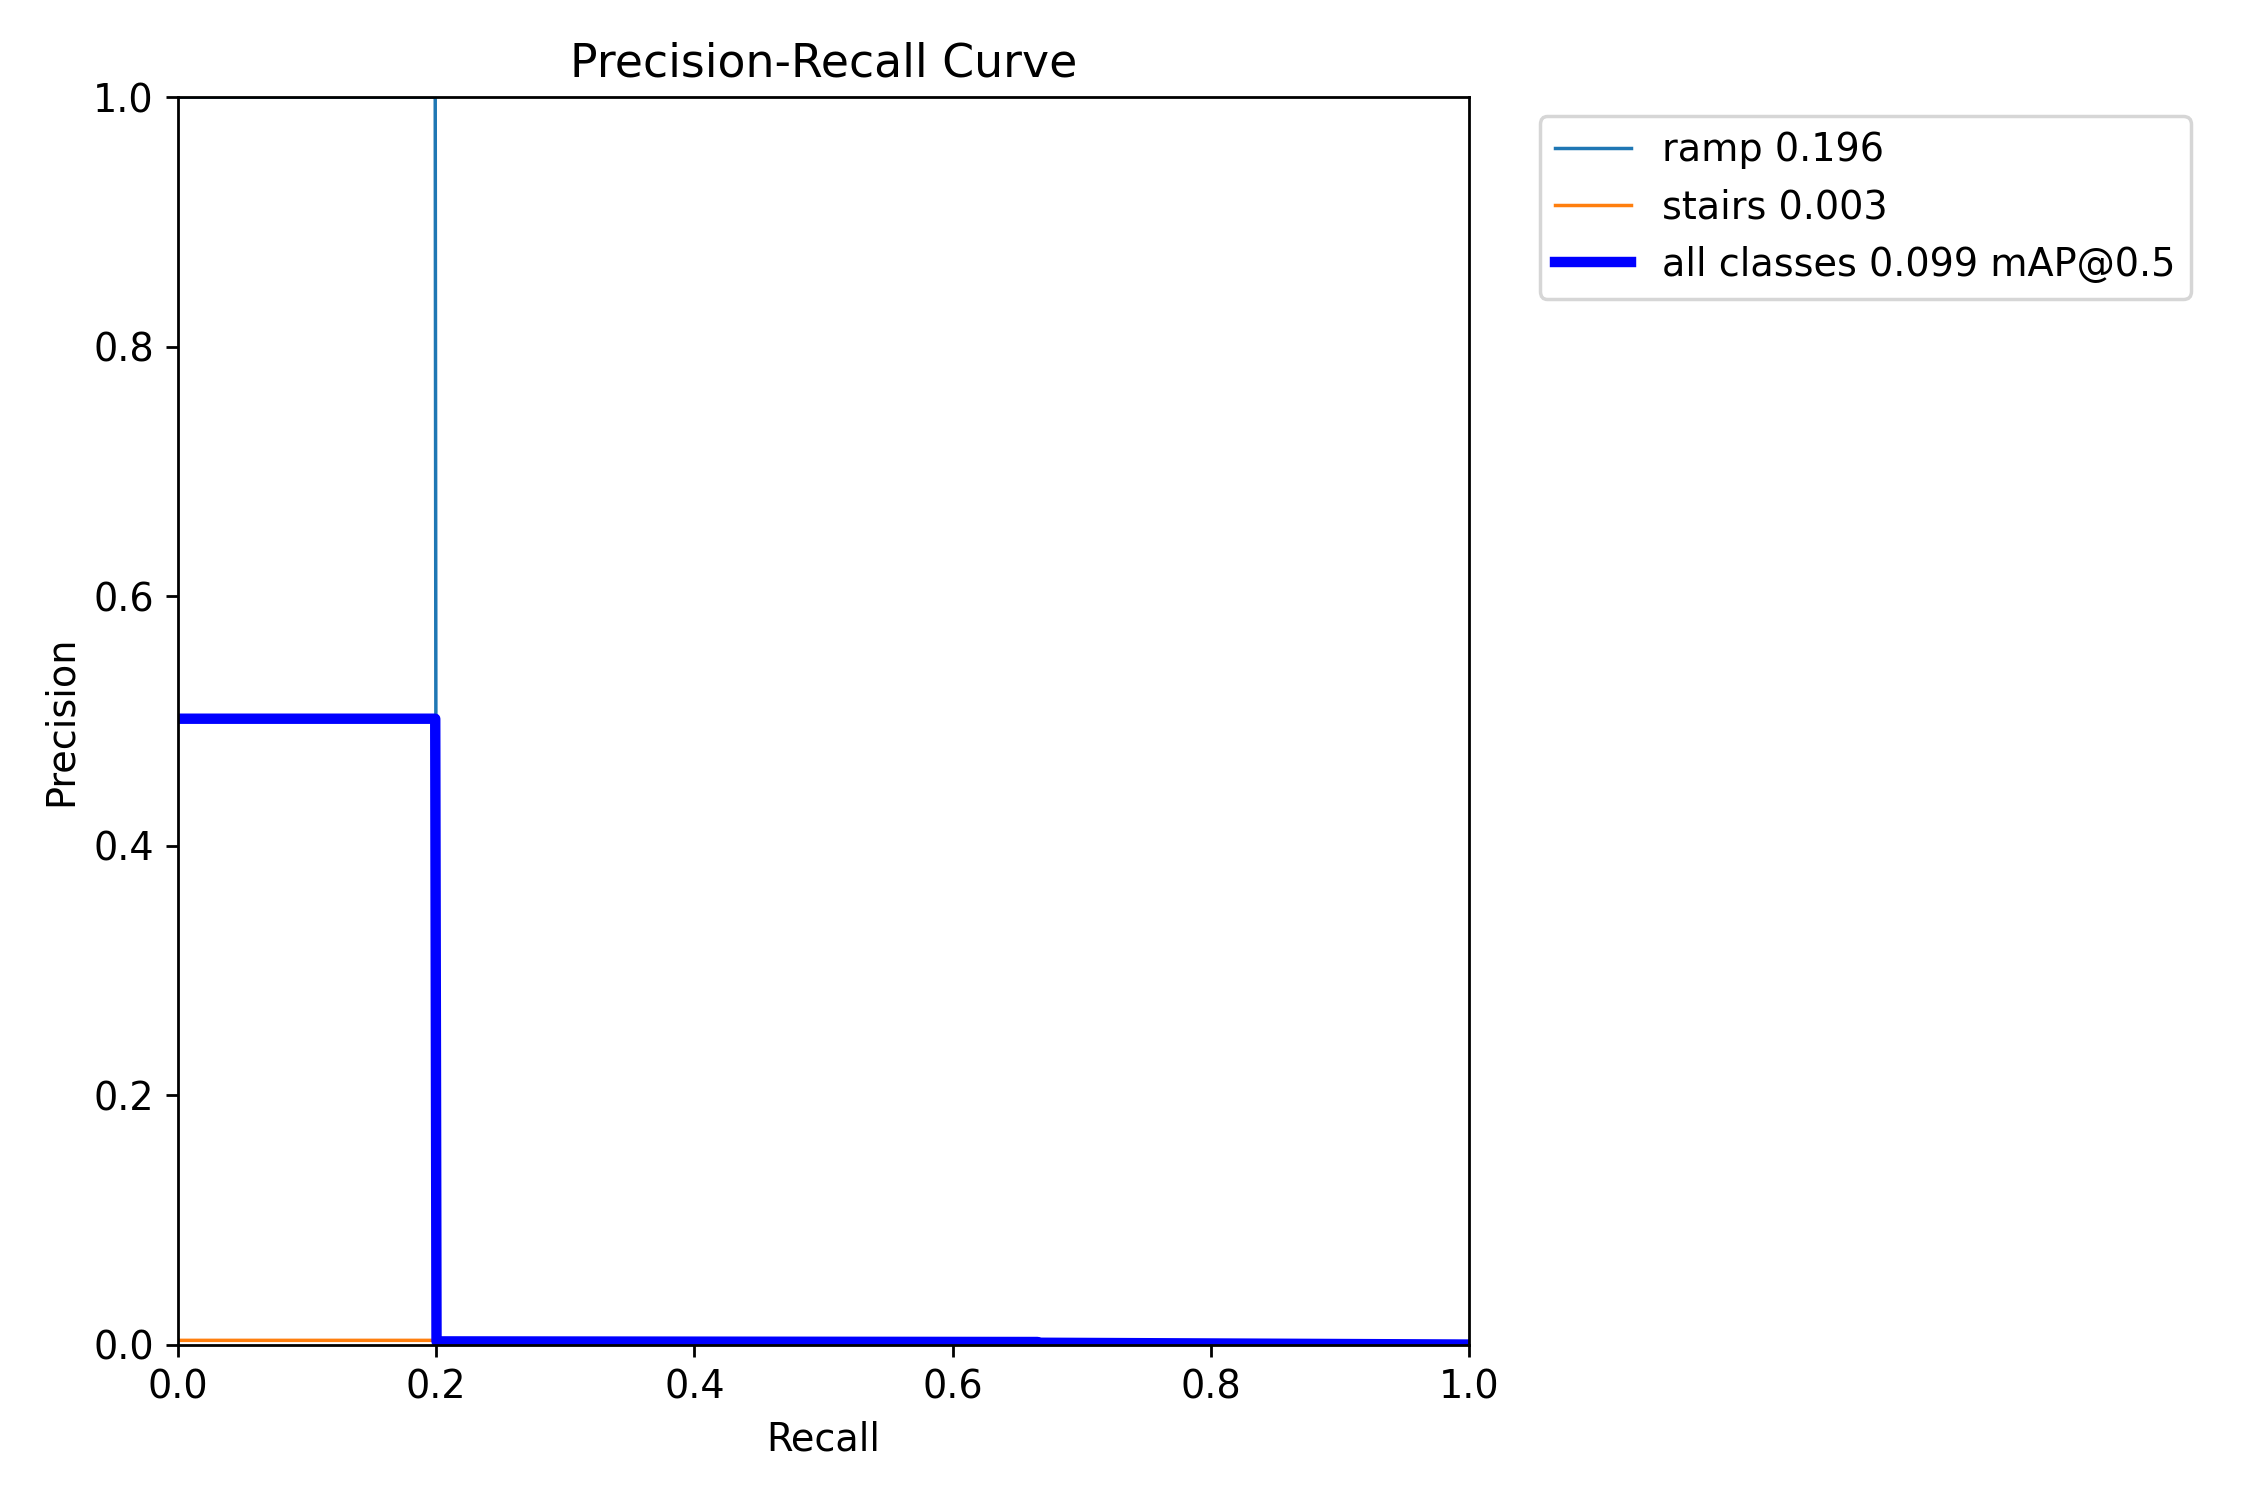 Precision-Recall Curve
1.0
0.8
0.6
0.4
0.2
0.0
Precision
0.0 0.2 0.4 0.6 0.8 1.0
Recall
ramp 0.196
stairs 0.003
all classes 0.099 mAP@0.5